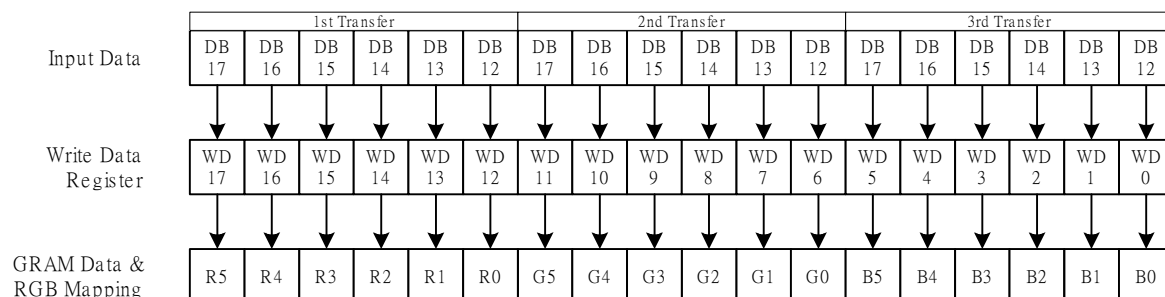 1st Transfer 2nd Transfer 3rd Transfer
Input Data DB DB DB DB DB DB DB DB DB DB DB DB DB DB DB DB DB DB
17 16 15 14 13 12 17 16 15 14 13 12 17 16 15 14 13 12
Write Data WD WD WD WD WD WD WD WD WD WD WD WD WD WD WD WD WD WD
Register 17 16 15 14 13 12 11 10 9 8 7 6 5 4 3 2 1 0
GRAM Data &
R5 R4 R3 R2 R1 R0 G5 G4 G3 G2 G1 G0 B5 B4 B3 B2 B1 B0
RGB Mapping